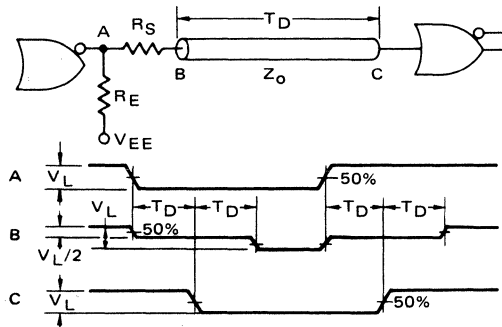 T_D
A
R_S
B
Z_o
C
R_E
V_EE
A
V_L
50%
T_D
T_D
T_D
T_D
V_L
B
50%
V_L/2
C
V_L
50%